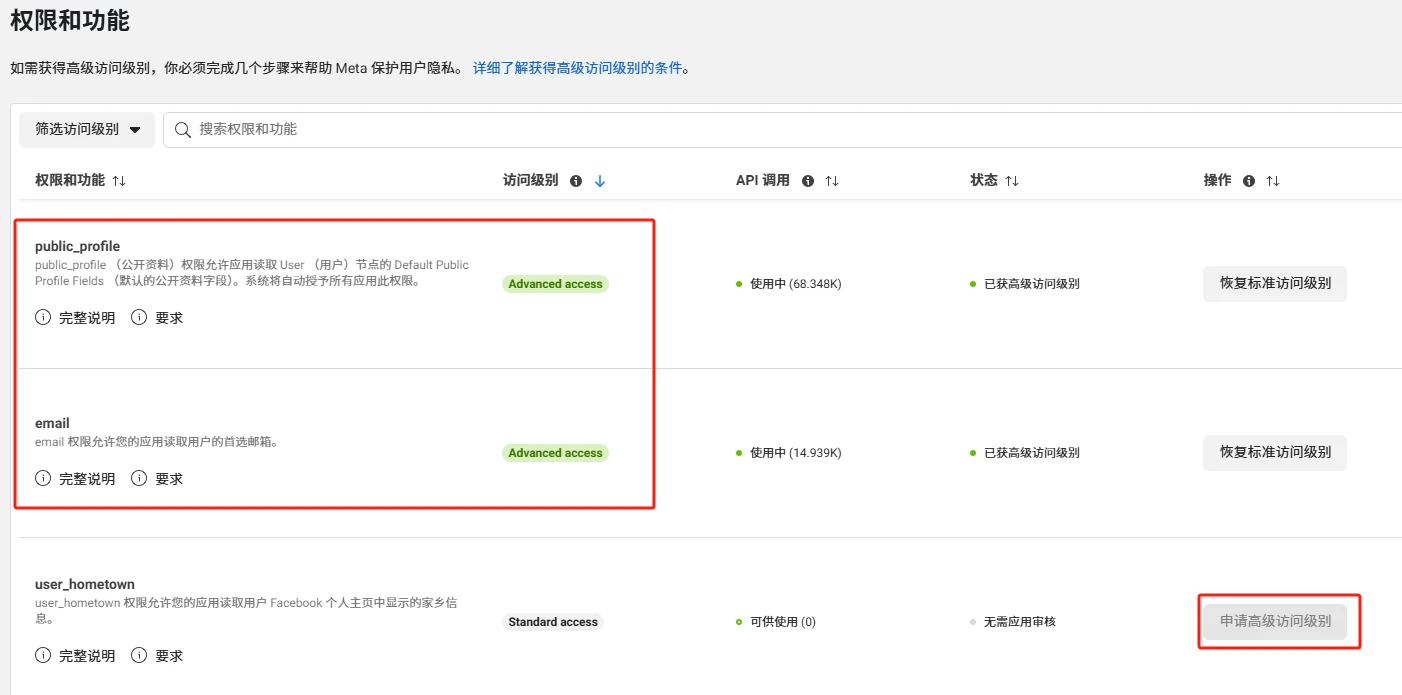 权限和功能
如需获得高级访问级别，你必须完成几个步骤来帮助 Meta 保护用户隐私。 详细了解获得高级访问级别的条件。
筛选访问级别 搜索权限和功能
权限和功能 访问级别 API 调用 状态 操作
public_profile
public_profile （公开资料）权限允许应用读取 User （用户）节点的 Default Public
Profile Fields （默认的公开资料字段）。系统将自动授予所有应用此权限。
Advanced access 使用中 (68.348K) 已获高级访问级别 恢复标准访问级别
完整说明 要求
email
email 权限允许您的应用读取用户的首选邮箱。
Advanced access 使用中 (14.939K) 已获高级访问级别 恢复标准访问级别
完整说明 要求
user_hometown
user_hometown 权限允许您的应用读取用户 Facebook 个人主页中显示的家乡信
息。
Standard access 可供使用 (0) 无需应用审核 申请高级访问级别
完整说明 要求